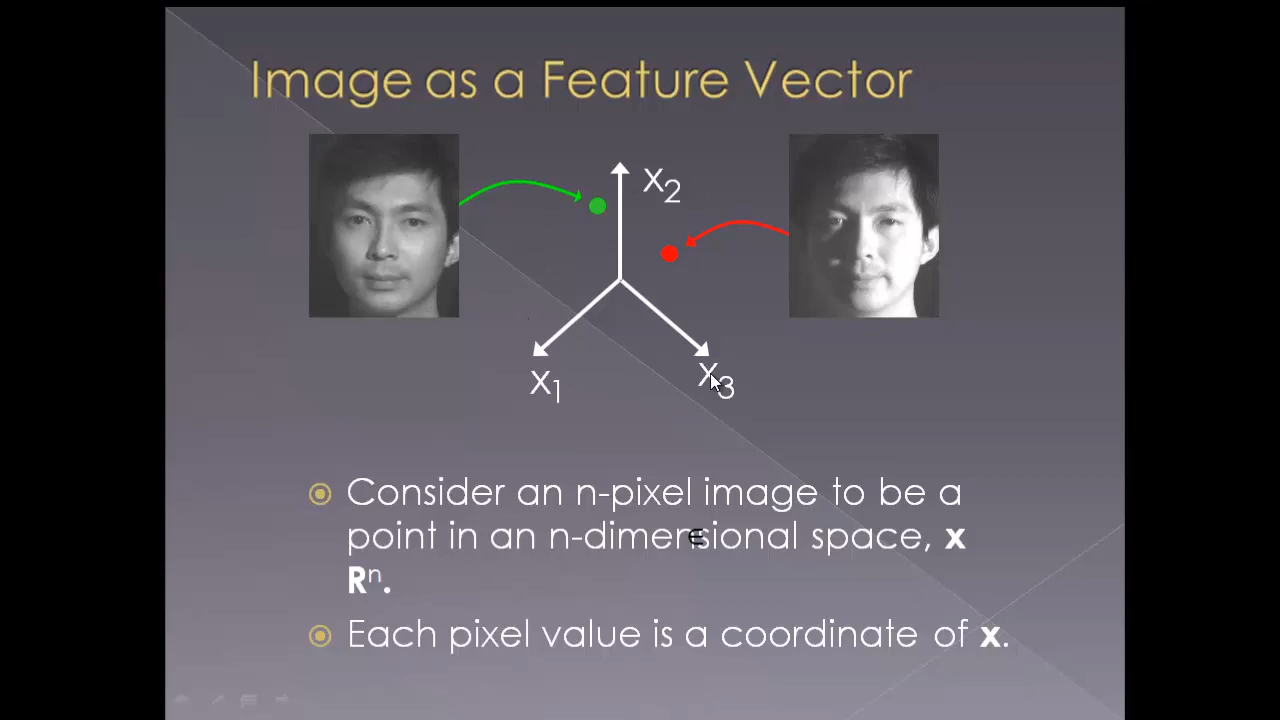 Image as a Feature Vector
X2
X1
X3
Consider an n-pixel image to be a
point in an n-dimensional space, x
∈
Rⁿ.
Each pixel value is a coordinate of x.